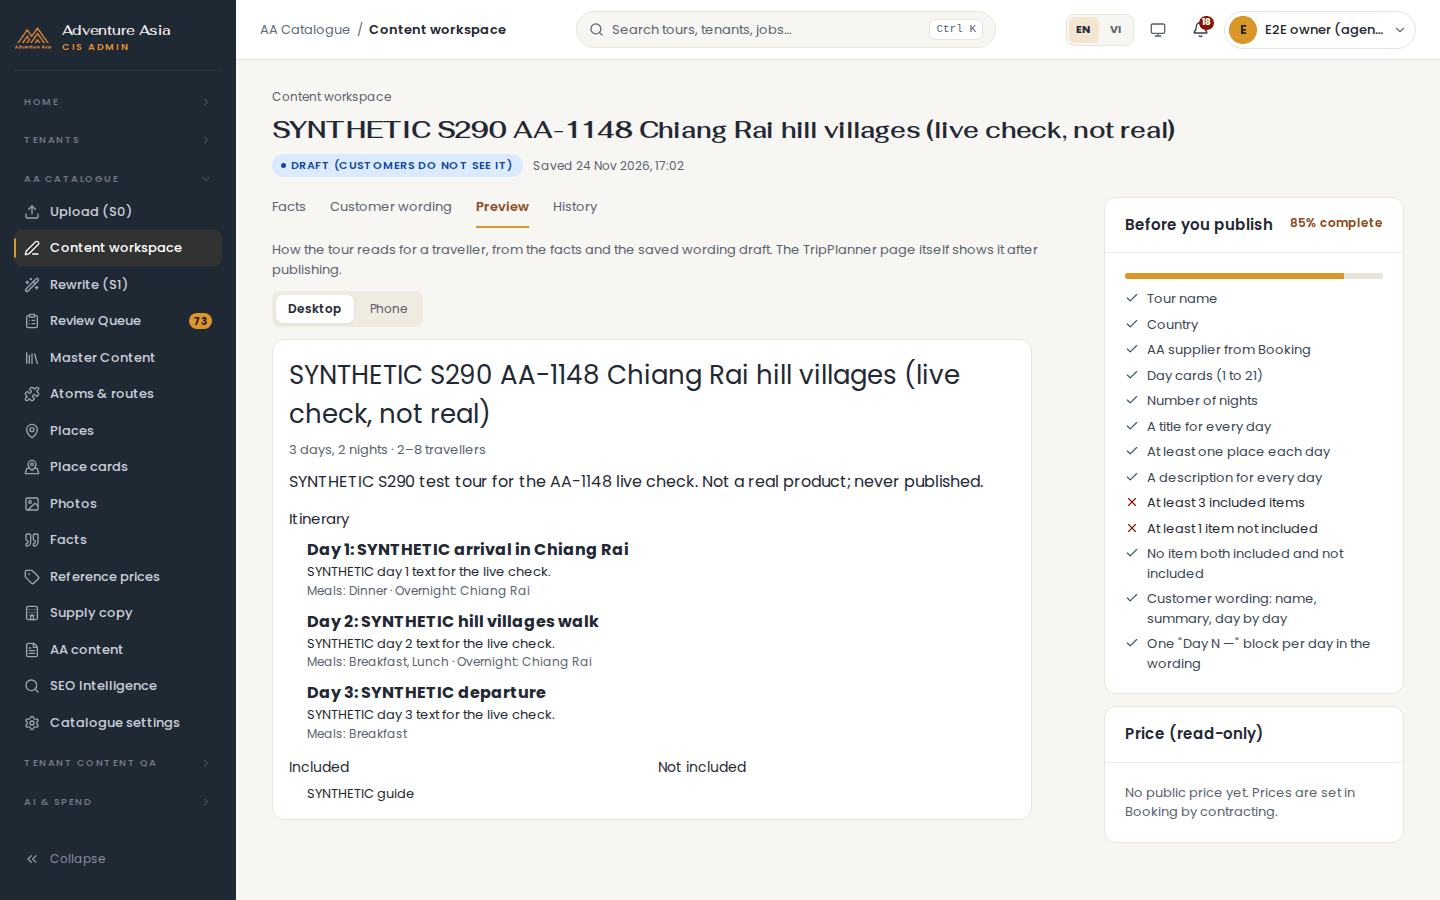 Adventure Asia
Adventure Asia
CIS ADMIN
HOME
TENANTS
AA CATALOGUE
Upload (S0)
Content workspace
Rewrite (S1)
Review Queue 73
Master Content
Atoms & routes
Places
Place cards
Photos
Facts
Reference prices
Supply copy
AA content
SEO Intelligence
Catalogue settings
TENANT CONTENT QA
AI & SPEND
Collapse
AA Catalogue / Content workspace
Search tours, tenants, jobs... Ctrl K
EN VI
18
E E2E owner (agen...
Content workspace
SYNTHETIC S290 AA-1148 Chiang Rai hill villages (live check, not real)
DRAFT (CUSTOMERS DO NOT SEE IT) Saved 24 Nov 2026, 17:02
Facts Customer wording Preview History
How the tour reads for a traveller, from the facts and the saved wording draft. The TripPlanner page itself shows it after
publishing.
Desktop Phone
SYNTHETIC S290 AA-1148 Chiang Rai hill villages (live
check, not real)
3 days, 2 nights · 2–8 travellers
SYNTHETIC S290 test tour for the AA-1148 live check. Not a real product; never published.
Itinerary
Day 1: SYNTHETIC arrival in Chiang Rai
SYNTHETIC day 1 text for the live check.
Meals: Dinner · Overnight: Chiang Rai
Day 2: SYNTHETIC hill villages walk
SYNTHETIC day 2 text for the live check.
Meals: Breakfast, Lunch · Overnight: Chiang Rai
Day 3: SYNTHETIC departure
SYNTHETIC day 3 text for the live check.
Meals: Breakfast
Included Not included
SYNTHETIC guide
Before you publish 85% complete
Tour name
Country
AA supplier from Booking
Day cards (1 to 21)
Number of nights
A title for every day
At least one place each day
A description for every day
At least 3 included items
At least 1 item not included
No item both included and not
included
Customer wording: name,
summary, day by day
One "Day N —" block per day in the
wording
Price (read-only)
No public price yet. Prices are set in
Booking by contracting.